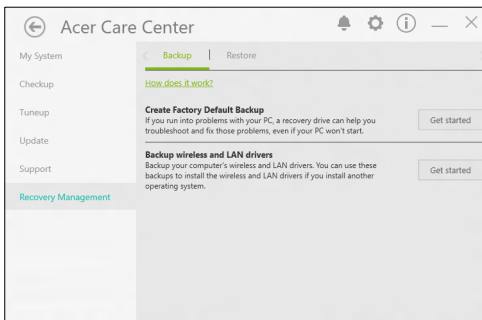 Acer Care Center
My System
Checkup
Tuneup
Update
Support
Recovery Management
Backup
Restore
How does it work?
Create Factory Default Backup
If you run into problems with your PC, a recovery drive can help you
troubleshoot and fix those problems, even if your PC won't start.
Get started
Backup wireless and LAN drivers
Backup your computer's wireless and LAN drivers. You can use these
backups to install the wireless and LAN drivers if you install another
operating system.
Get started